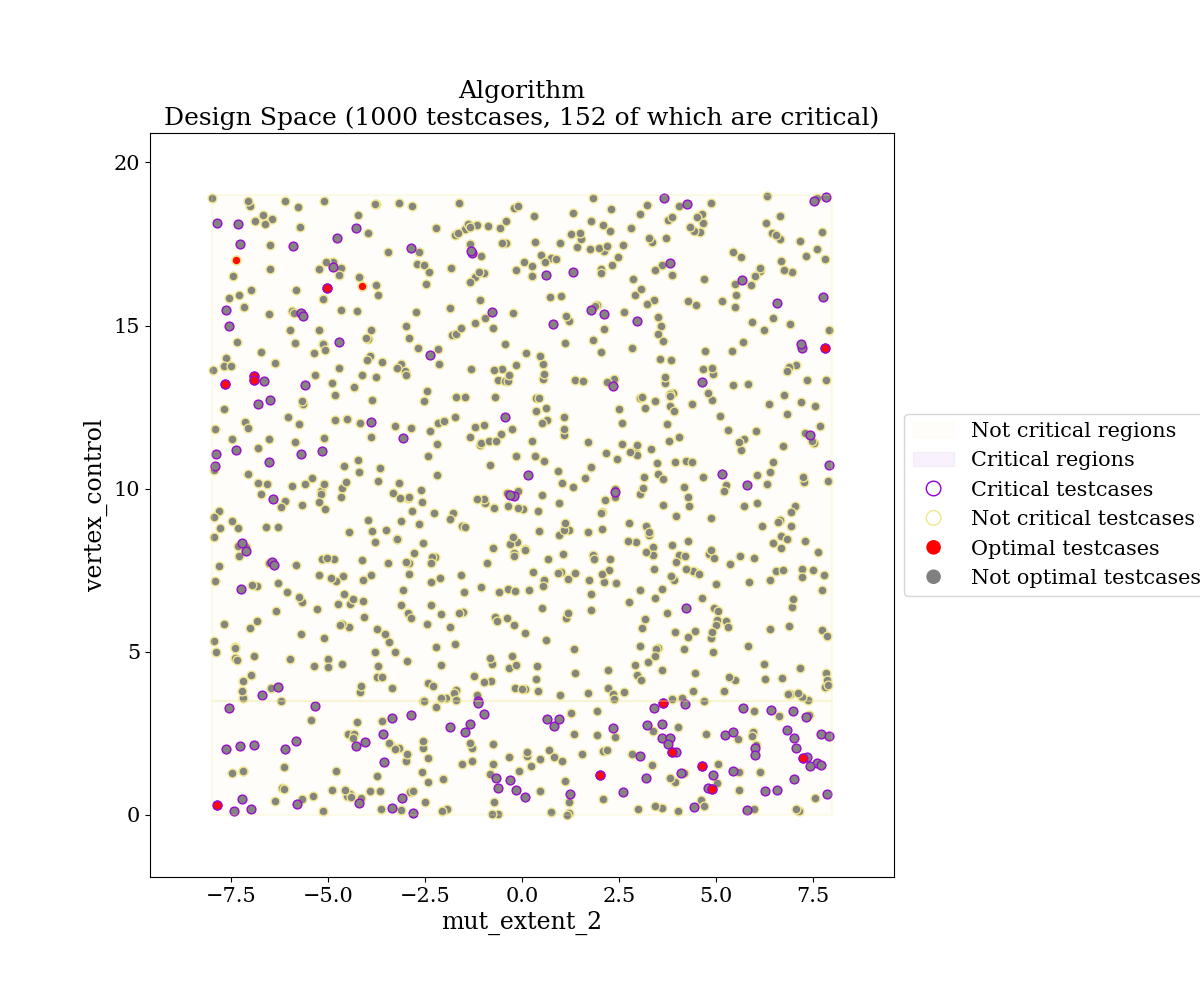 Algorithm
Design Space (1000 testcases, 152 of which are critical)
20
15
10
5
0
vertex_control
−7.5
−5.0
−2.5
0.0
2.5
5.0
7.5
mut_extent_2
Not critical regions
Critical regions
Critical testcases
Not critical testcases
Optimal testcases
Not optimal testcases